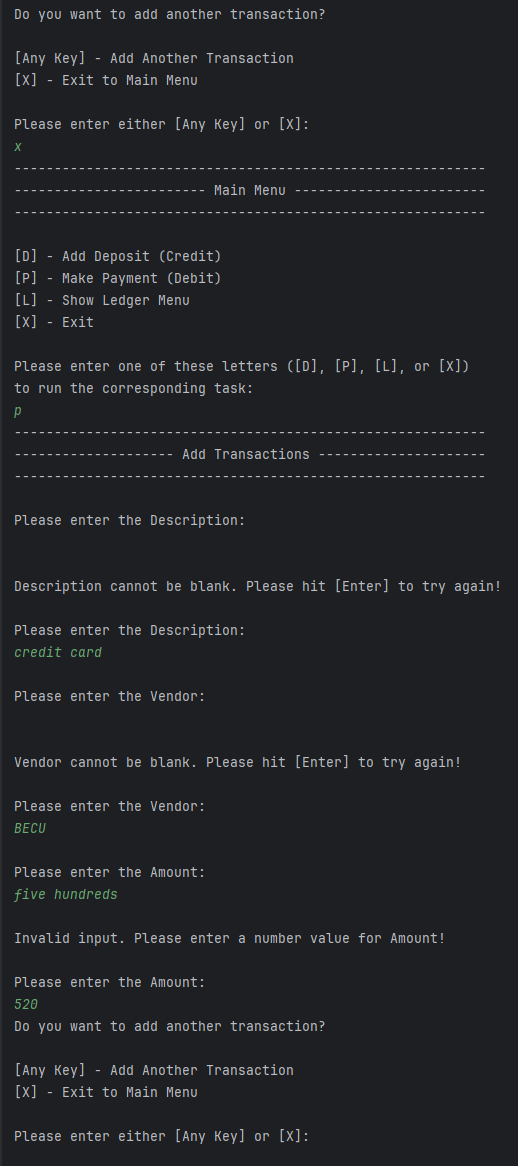 Do you want to add another transaction?
[Any Key] - Add Another Transaction
[X] - Exit to Main Menu
Please enter either [Any Key] or [X]:
x
-----------------------------------------------------------
------------------------ Main Menu ------------------------
-----------------------------------------------------------
[D] - Add Deposit (Credit)
[P] - Make Payment (Debit)
[L] - Show Ledger Menu
[X] - Exit
Please enter one of these letters ([D], [P], [L], or [X])
to run the corresponding task:
p
-----------------------------------------------------------
-------------------- Add Transactions ---------------------
-----------------------------------------------------------
Please enter the Description:
Description cannot be blank. Please hit [Enter] to try again!
Please enter the Description:
credit card
Please enter the Vendor:
Vendor cannot be blank. Please hit [Enter] to try again!
Please enter the Vendor:
BECU
Please enter the Amount:
five hundreds
Invalid input. Please enter a number value for Amount!
Please enter the Amount:
520
Do you want to add another transaction?
[Any Key] - Add Another Transaction
[X] - Exit to Main Menu
Please enter either [Any Key] or [X]: